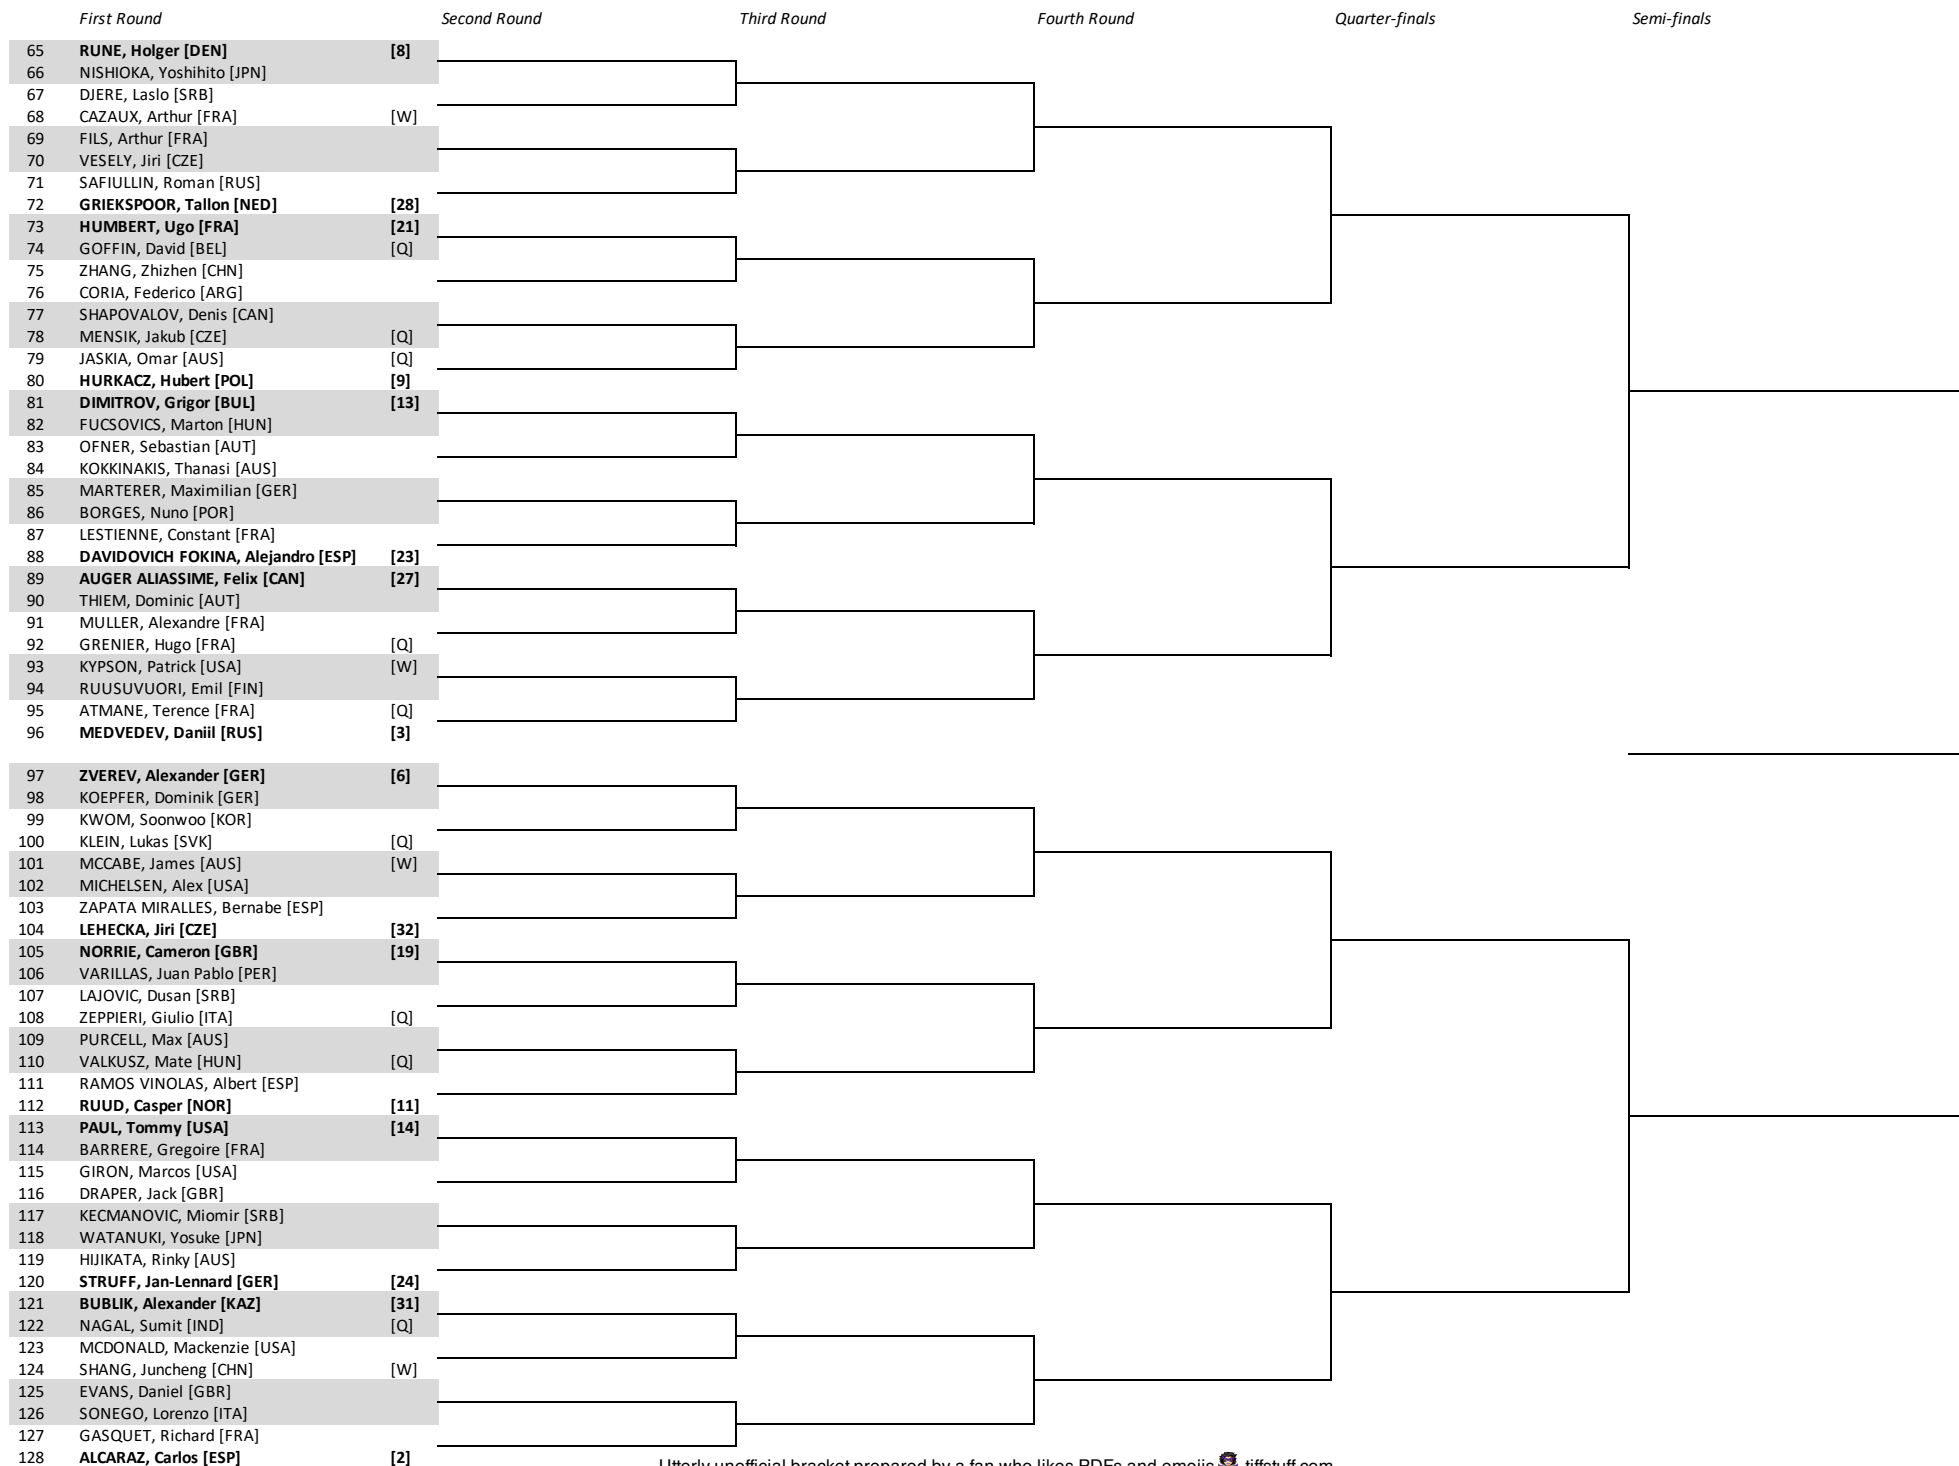 First Round Second Round Third Round Fourth Round Quarter-finals Semi-finals
65 RUNE, Holger [DEN] [8]
66 NISHIOKA, Yoshihito [JPN]
67 DJERE, Laslo [SRB]
68 CAZAUX, Arthur [FRA] [W]
69 FILS, Arthur [FRA]
70 VESELY, Jiri [CZE]
71 SAFIULLIN, Roman [RUS]
72 GRIEKSPOOR, Tallon [NED] [28]
73 HUMBERT, Ugo [FRA] [21]
74 GOFFIN, David [BEL] [Q]
75 ZHANG, Zhizhen [CHN]
76 CORIA, Federico [ARG]
77 SHAPOVALOV, Denis [CAN]
78 MENSIK, Jakub [CZE] [Q]
79 JASKIA, Omar [AUS] [Q]
80 HURKACZ, Hubert [POL] [9]
81 DIMITROV, Grigor [BUL] [13]
82 FUCSOVICS, Marton [HUN]
83 OFNER, Sebastian [AUT]
84 KOKKINAKIS, Thanasi [AUS]
85 MARTERER, Maximilian [GER]
86 BORGES, Nuno [POR]
87 LESTIENNE, Constant [FRA]
88 DAVIDOVICH FOKINA, Alejandro [ESP] [23]
89 AUGER ALIASSIME, Felix [CAN] [27]
90 THIEM, Dominic [AUT]
91 MULLER, Alexandre [FRA]
92 GRENIER, Hugo [FRA] [Q]
93 KYPSON, Patrick [USA] [W]
94 RUUSUVUORI, Emil [FIN]
95 ATMANE, Terence [FRA] [Q]
96 MEDVEDEV, Daniil [RUS] [3]
97 ZVEREV, Alexander [GER] [6]
98 KOEPFER, Dominik [GER]
99 KWOM, Soonwoo [KOR]
100 KLEIN, Lukas [SVK] [Q]
101 MCCABE, James [AUS] [W]
102 MICHELSEN, Alex [USA]
103 ZAPATA MIRALLES, Bernabe [ESP]
104 LEHECKA, Jiri [CZE] [32]
105 NORRIE, Cameron [GBR] [19]
106 VARILLAS, Juan Pablo [PER]
107 LAJOVIC, Dusan [SRB]
108 ZEPPIERI, Giulio [ITA] [Q]
109 PURCELL, Max [AUS]
110 VALKUSZ, Mate [HUN] [Q]
111 RAMOS VINOLAS, Albert [ESP]
112 RUUD, Casper [NOR] [11]
113 PAUL, Tommy [USA] [14]
114 BARRERE, Gregoire [FRA]
115 GIRON, Marcos [USA]
116 DRAPER, Jack [GBR]
117 KECMANOVIC, Miomir [SRB]
118 WATANUKI, Yosuke [JPN]
119 HIJIKATA, Rinky [AUS]
120 STRUFF, Jan-Lennard [GER] [24]
121 BUBLIK, Alexander [KAZ] [31]
122 NAGAL, Sumit [IND] [Q]
123 MCDONALD, Mackenzie [USA]
124 SHANG, Juncheng [CHN] [W]
125 EVANS, Daniel [GBR]
126 SONEGO, Lorenzo [ITA]
127 GASQUET, Richard [FRA]
128 ALCARAZ, Carlos [ESP] [2]
Utterly unofficial bracket prepared by a fan who likes PDFs and emojis tiffstuff.com